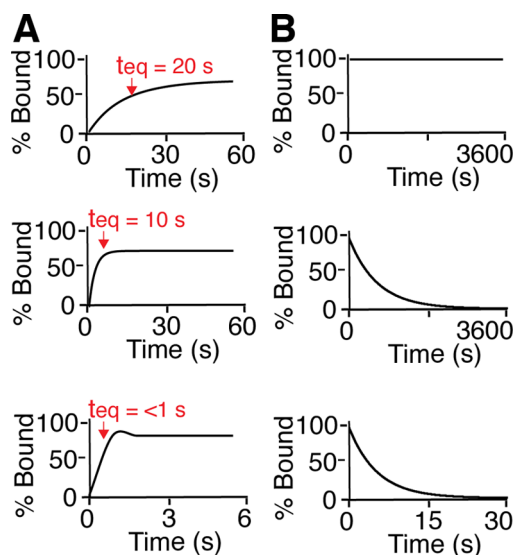 A
% Bound
100
50
0
teq = 20 s
0 30 60
Time (s)
% Bound
100
50
0
teq = 10 s
0 30 60
Time (s)
% Bound
100
50
0
teq = <1 s
0 3 6
Time (s)
B
% Bound
100
50
0
0 3600
Time (s)
% Bound
100
50
0
0 3600
Time (s)
% Bound
100
50
0
0 15 30
Time (s)